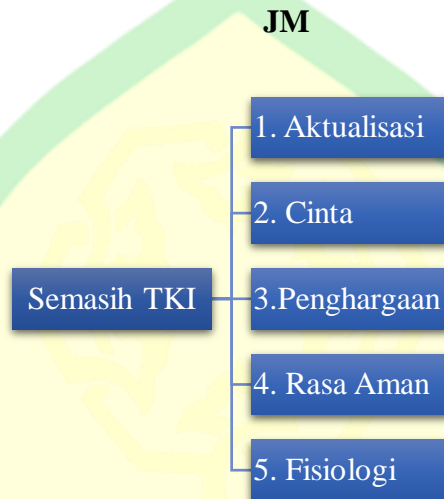 JM
Semasih TKI
1. Aktualisasi
2. Cinta
3.Penghargaan
4. Rasa Aman
5. Fisiologi